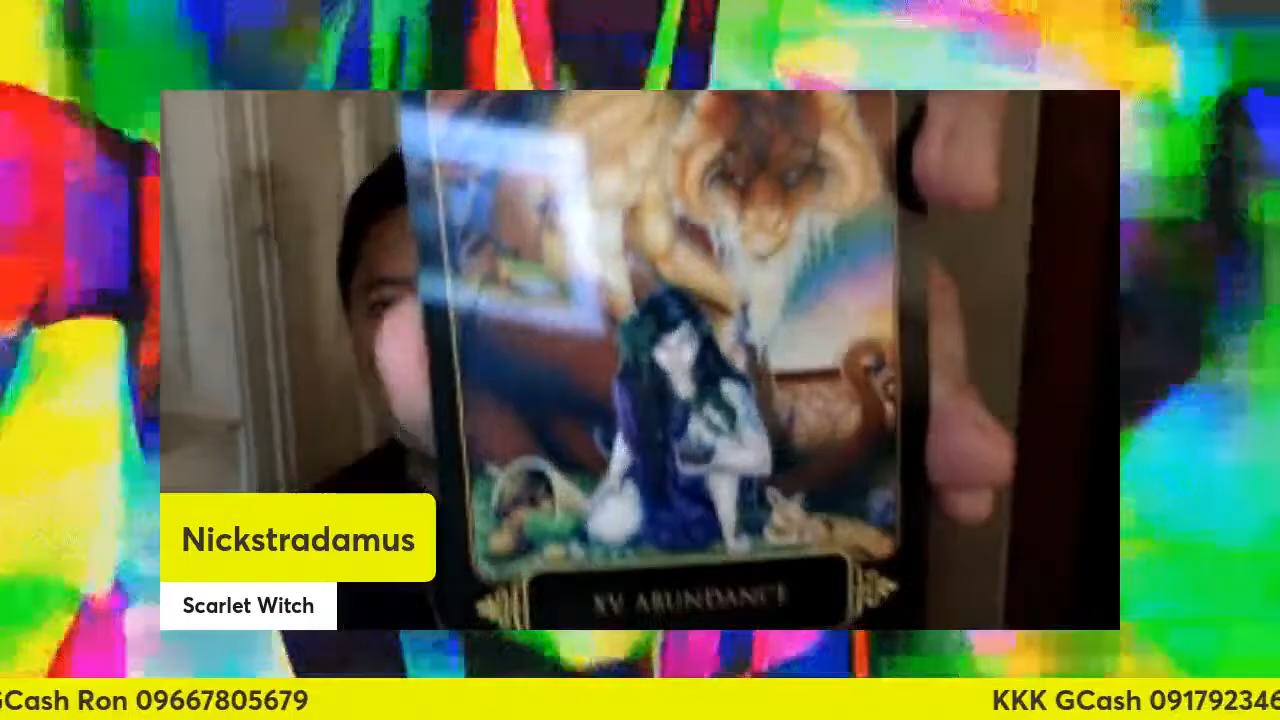 XV ABUNDANCE
Nickstradamus
Scarlet Witch
GCash Ron 09667805679
KKK GCash 091792346